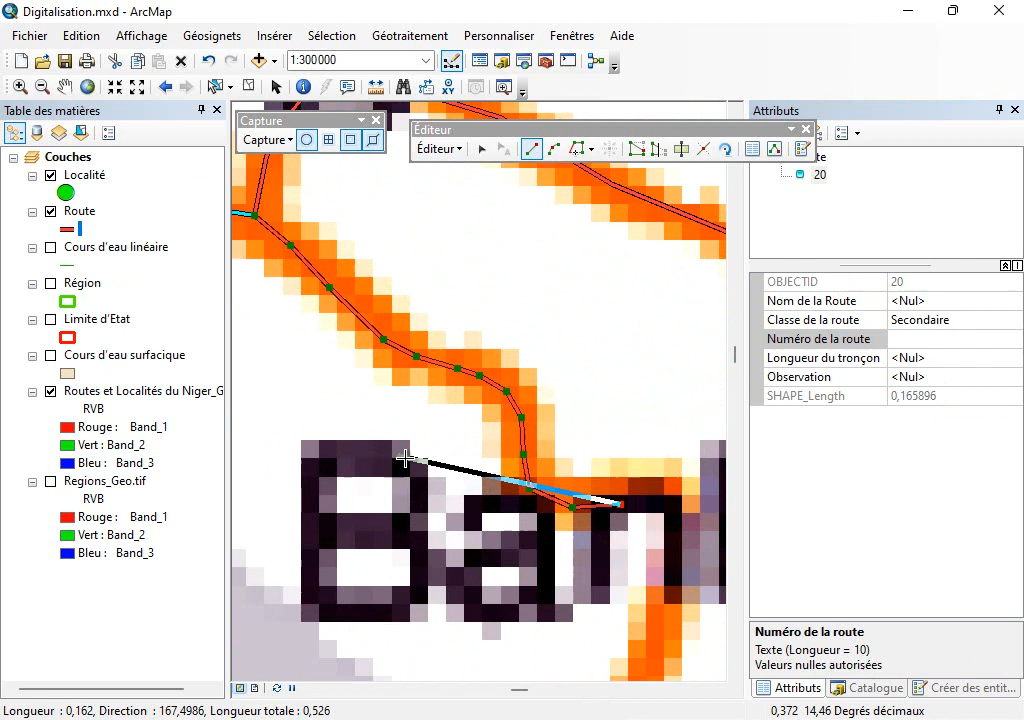 Digitalisation.mxd - ArcMap
Fichier Edition Affichage Géosignets Insérer Sélection Géotraitement Personnaliser Fenêtres Aide
1:300000
Table des matières
Couches
Localité
Route
Cours d'eau linéaire
Région
Limite d'Etat
Cours d'eau surfacique
Routes et Localités du Niger_G
RVB
Rouge : Band_1
Vert : Band_2
Bleu : Band_3
Regions_Geo.tif
RVB
Rouge : Band_1
Vert : Band_2
Bleu : Band_3
Capture
Capture
Éditeur
Éditeur
Attributs
te
20
OBJECTID 20
Nom de la Route <Nul>
Classe de la route Secondaire
Numéro de la route
Longueur du tronçon <Nul>
Observation <Nul>
SHAPE_Length 0,165896
Numéro de la route
Texte (Longueur = 10)
Valeurs nulles autorisées
Attributs Catalogue Créer des entit...
Longueur : 0,162, Direction : 167,4986, Longueur totale : 0,526
0,372 14,46 Degrés décimaux